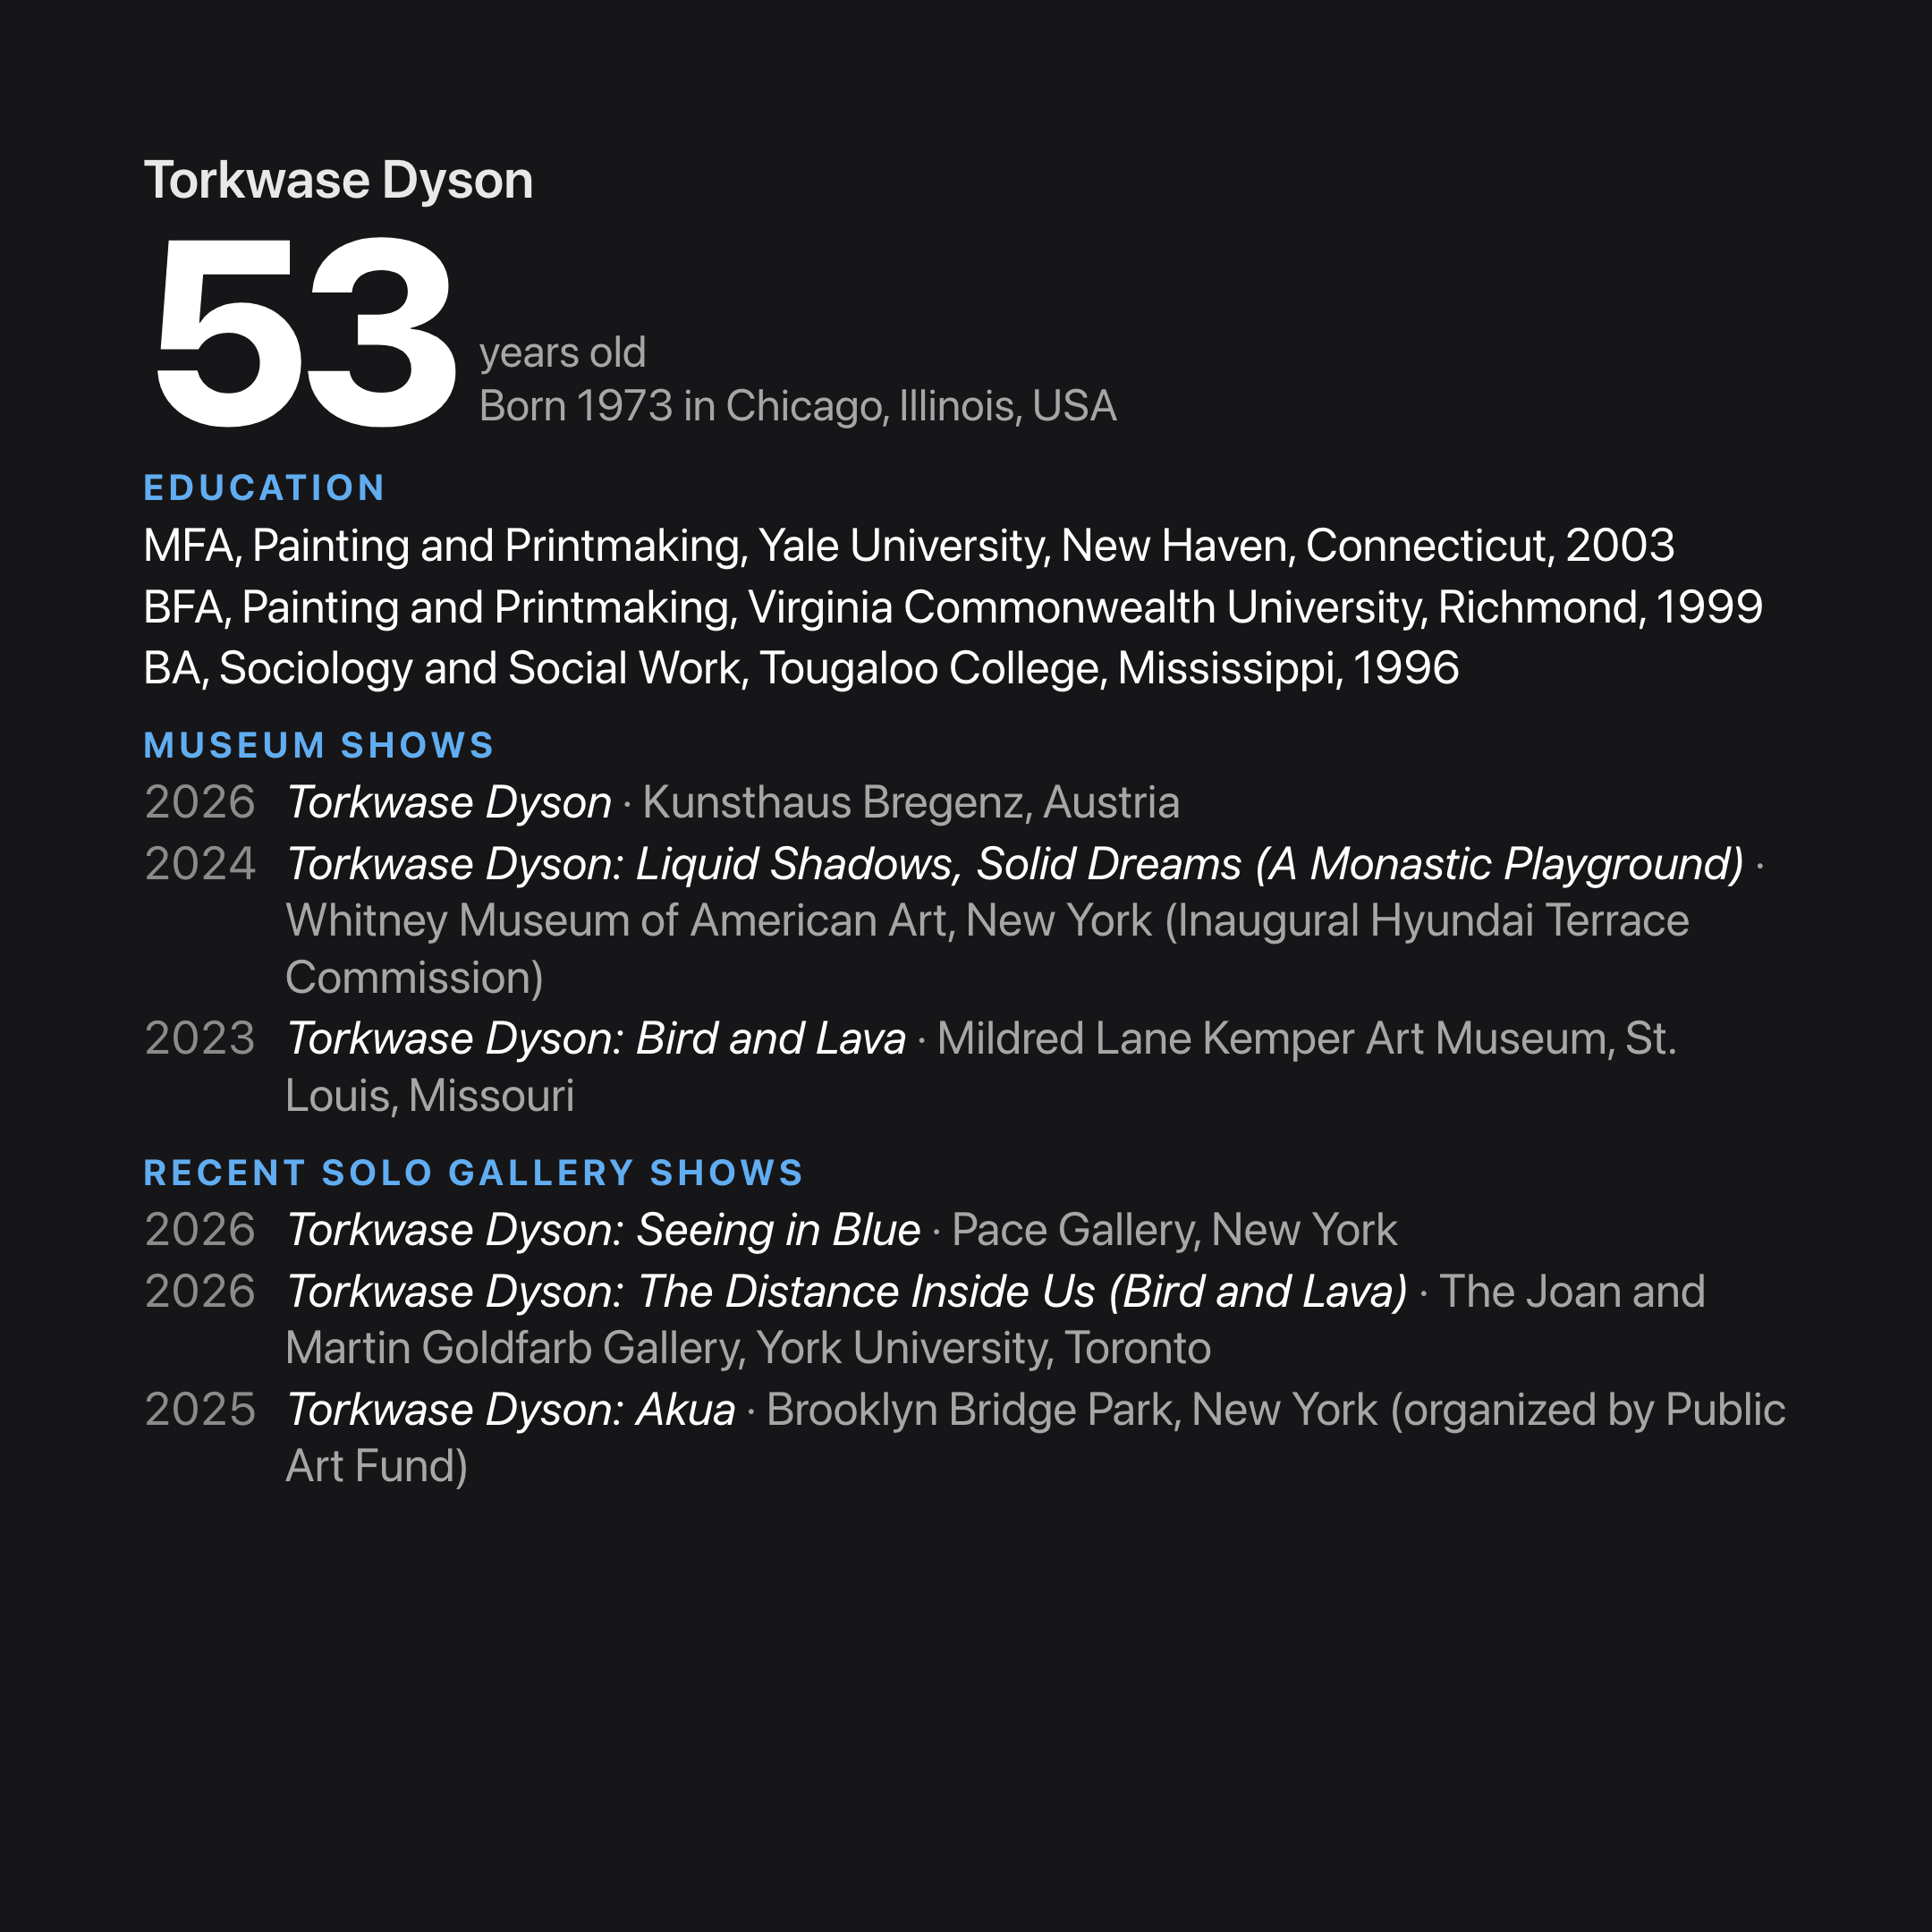 Torkwase Dyson
53
years old
Born 1973 in Chicago, Illinois, USA
EDUCATION
MFA, Painting and Printmaking, Yale University, New Haven, Connecticut, 2003
BFA, Painting and Printmaking, Virginia Commonwealth University, Richmond, 1999
BA, Sociology and Social Work, Tougaloo College, Mississippi, 1996
MUSEUM SHOWS
2026 Torkwase Dyson · Kunsthaus Bregenz, Austria
2024 Torkwase Dyson: Liquid Shadows, Solid Dreams (A Monastic Playground) ·
Whitney Museum of American Art, New York (Inaugural Hyundai Terrace
Commission)
2023 Torkwase Dyson: Bird and Lava · Mildred Lane Kemper Art Museum, St.
Louis, Missouri
RECENT SOLO GALLERY SHOWS
2026 Torkwase Dyson: Seeing in Blue · Pace Gallery, New York
2026 Torkwase Dyson: The Distance Inside Us (Bird and Lava) · The Joan and
Martin Goldfarb Gallery, York University, Toronto
2025 Torkwase Dyson: Akua · Brooklyn Bridge Park, New York (organized by Public
Art Fund)